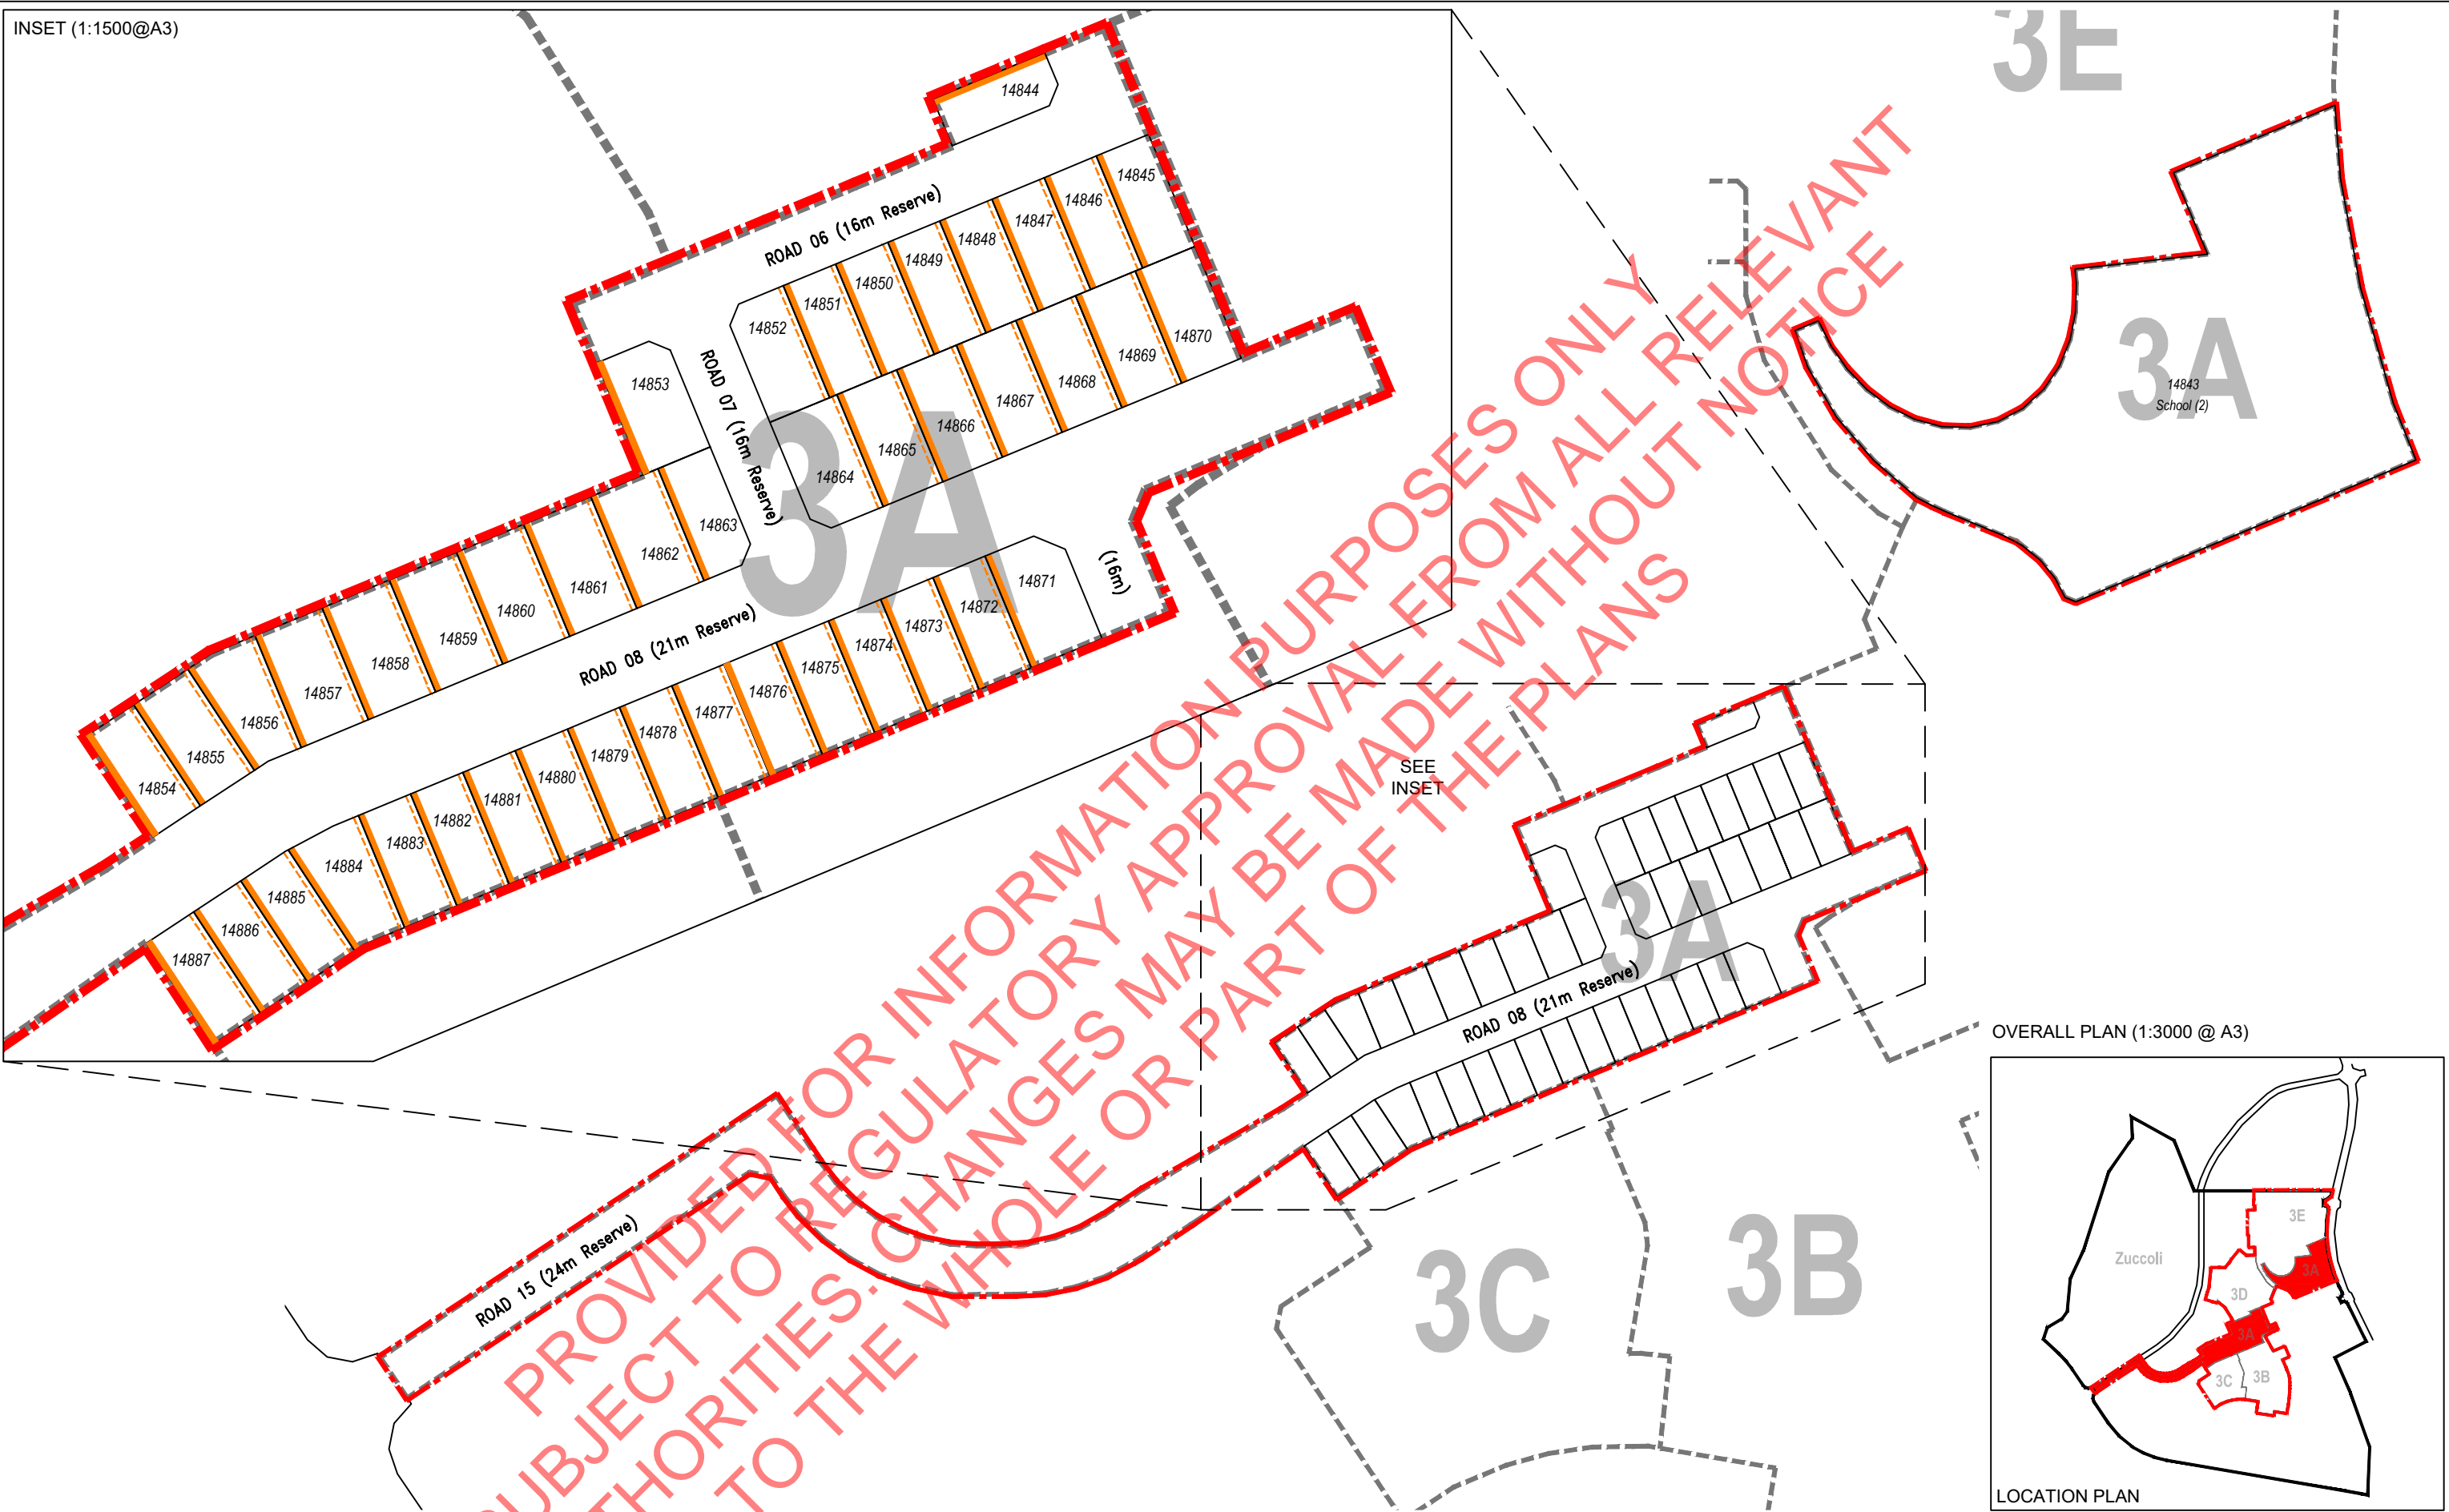 INSET (1:1500@A3)
14844
14845
14846
14847
14848
14849
14850
14851
14852
ROAD 06 (16m Reserve)
14853
ROAD 07 (16m Reserve)
14870
14869
14868
14867
14866
14865
14864
14863
14862
14861
14860
14859
14858
14857
14856
14855
14854
3A
ROAD 08 (21m Reserve)
(16m)
14871
14872
14873
14874
14875
14876
14877
14878
14879
14880
14881
14882
14883
14884
14885
14886
14887
3E
3A
14843
School (2)
SEE
INSET
3A
ROAD 08 (21m Reserve)
ROAD 15 (24m Reserve)
3C
3B
PROVIDED FOR INFORMATION PURPOSES ONLY
SUBJECT TO REGULATORY APPROVAL FROM ALL RELEVANT
THORITIES. CHANGES MAY BE MADE WITHOUT NOTICE
TO THE WHOLE OR PART OF THE PLANS
OVERALL PLAN (1:3000 @ A3)
Zuccoli
3E
3A
3D
3A
3C
3B
LOCATION PLAN